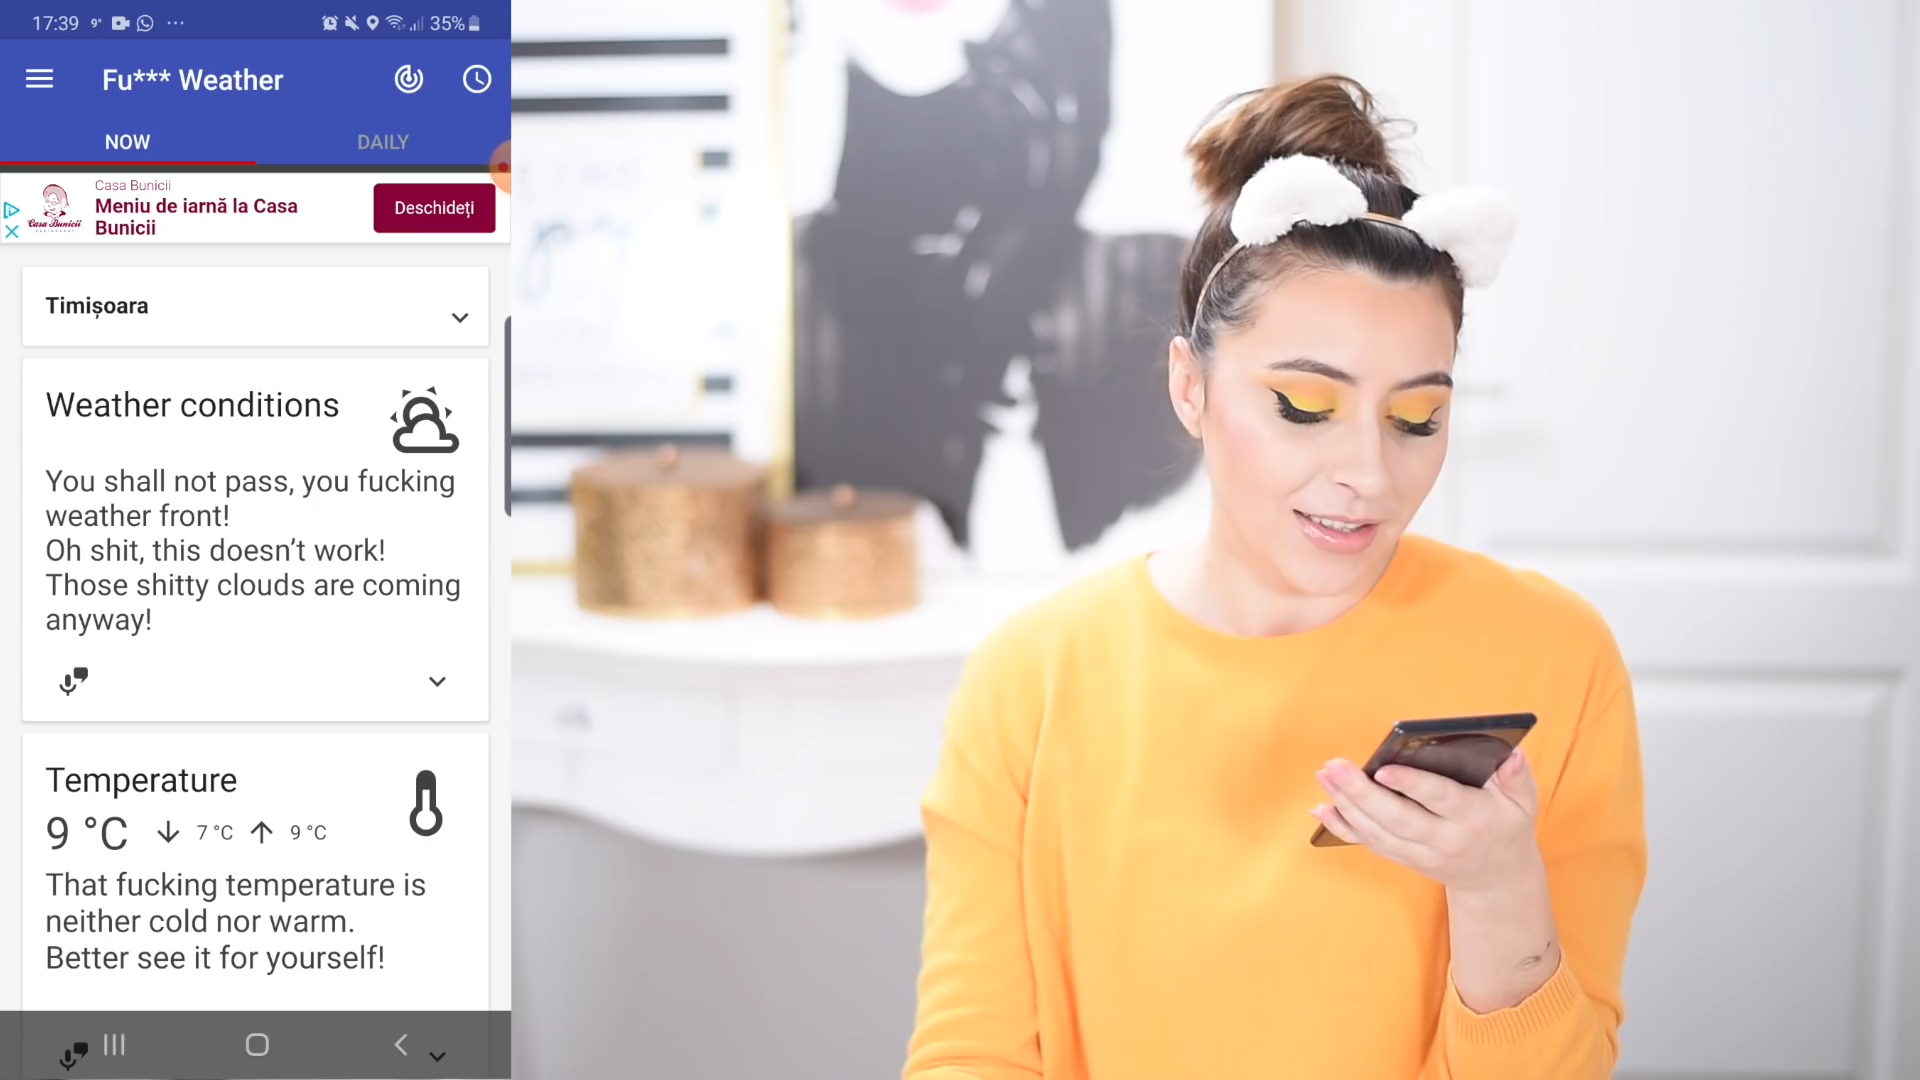 17:39 9° 35%
Fu*** Weather
NOW DAILY
Casa Bunicii
Meniu de iarnă la Casa
Bunicii
Deschideți
Timișoara
Weather conditions
You shall not pass, you fucking
weather front!
Oh shit, this doesn’t work!
Those shitty clouds are coming
anyway!
Temperature
9 °C 7 °C 9 °C
That fucking temperature is
neither cold nor warm.
Better see it for yourself!